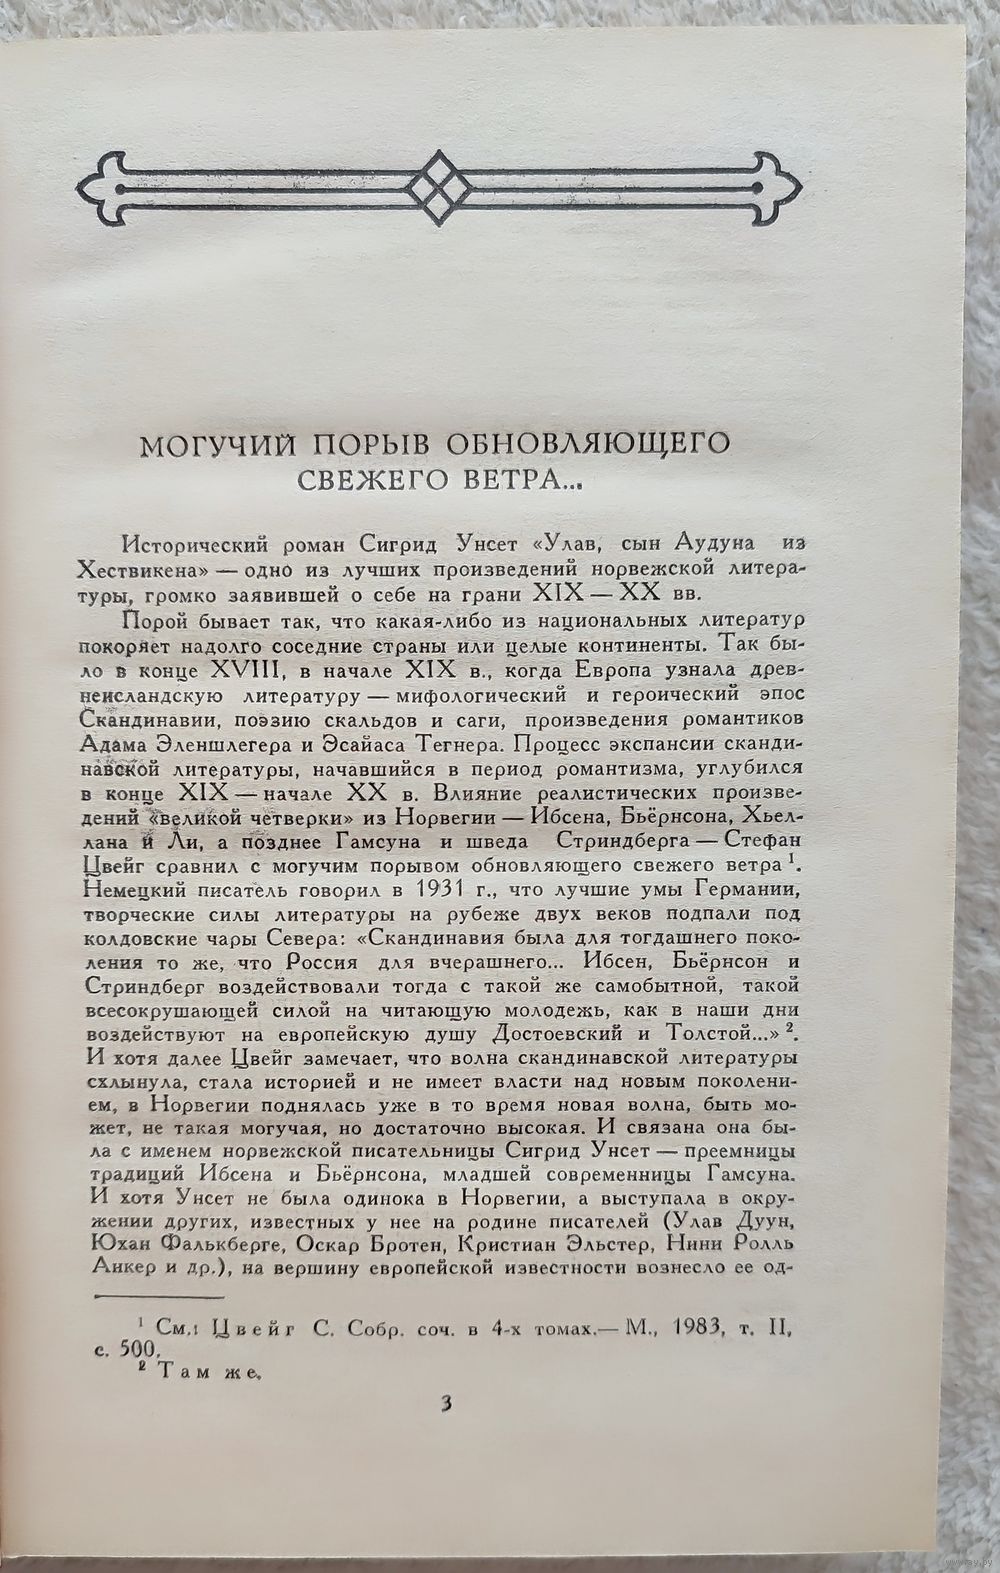 МОГУЧИЙ ПОРЫВ ОБНОВЛЯЮЩЕГО
СВЕЖЕГО ВЕТРА...
Исторический роман Сигрид Унсет «Улав, сын Аудуна из
Хествикена» — одно из лучших произведений норвежской литера-
туры, громко заявившей о себе на грани XIX — XX вв.
Порой бывает так, что какая-либо из национальных литератур
покоряет надолго соседние страны или целые континенты. Так бы-
ло в конце XVIII, в начале XIX в., когда Европа узнала древ-
неисландскую литературу — мифологический и героический эпос
Скандинавии, поэзию скальдов и саги, произведения романтиков
Адама Эленшлегера и Эсайаса Тегнера. Процесс экспансии сканди-
навской литературы, начавшийся в период романтизма, углубился
в конце XIX — начале XX в. Влияние реалистических произве-
дений «великой четверки» из Норвегии — Ибсена, Бьёрнсона, Хьел-
лана и Ли, а позднее Гамсуна и шведа Стриндберга — Стефан
Цвейг сравнил с могучим порывом обновляющего свежего ветра ¹.
Немецкий писатель говорил в 1931 г., что лучшие умы Германии,
творческие силы литературы на рубеже двух веков подпали под
колдовские чары Севера: «Скандинавия была для тогдашнего поко-
ления то же, что Россия для вчерашнего... Ибсен, Бьёрнсон и
Стриндберг воздействовали тогда с такой же самобытной, такой
всесокрушающей силой на читающую молодежь, как в наши дни
воздействуют на европейскую душу Достоевский и Толстой...» ².
И хотя далее Цвейг замечает, что волна скандинавской литературы
схлынула, стала историей и не имеет власти над новым поколени-
ем, в Норвегии поднялась уже в то время новая волна, быть мо-
жет, не такая могучая, но достаточно высокая. И связана она бы-
ла с именем норвежской писательницы Сигрид Унсет — преемницы
традиций Ибсена и Бьёрнсона, младшей современницы Гамсуна.
И хотя Унсет не была одинока в Норвегии, а выступала в окру-
жении других, известных у нее на родине писателей (Улав Дуун,
Юхан Фалькберге, Оскар Бротен, Кристиан Эльстер, Нини Ролль
Анкер и др.), на вершину европейской известности вознесло ее од-
¹ См.: Цвейг С. Собр. соч. в 4-х томах.— М., 1983, т. II,
с. 500.
² Там же.
3
www.ay.by